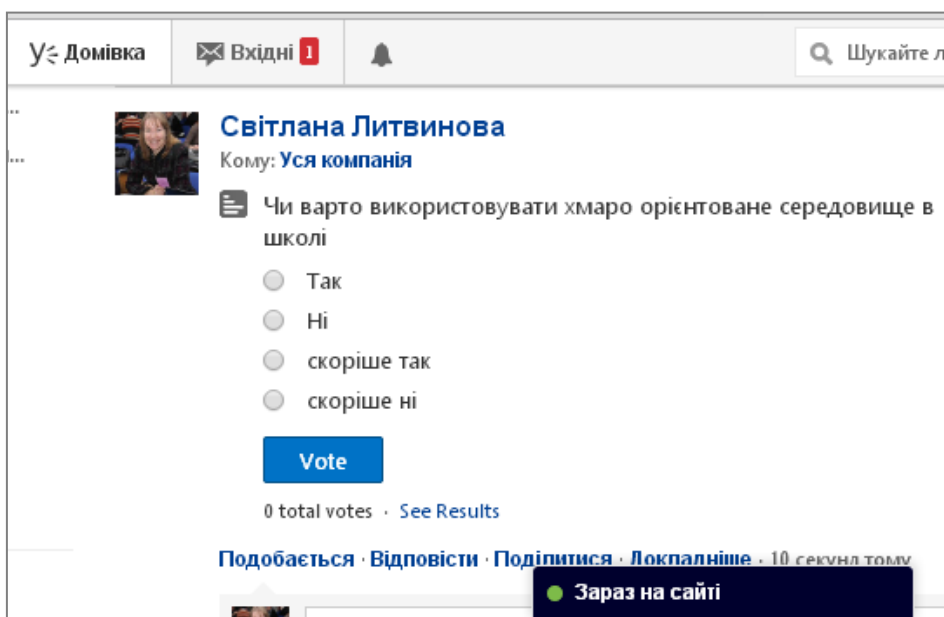 Домівка
Вхідні 1
Шукайте л
..
...
Світлана Литвинова
Кому: Уся компанія
Чи варто використовувати хмаро орієнтоване середовище в
школі
Так
Ні
скоріше так
скоріше ні
Vote
0 total votes · See Results
Подобається · Відповісти · Поділитися · Докладніше · 10 секунд тому
Зараз на сайті